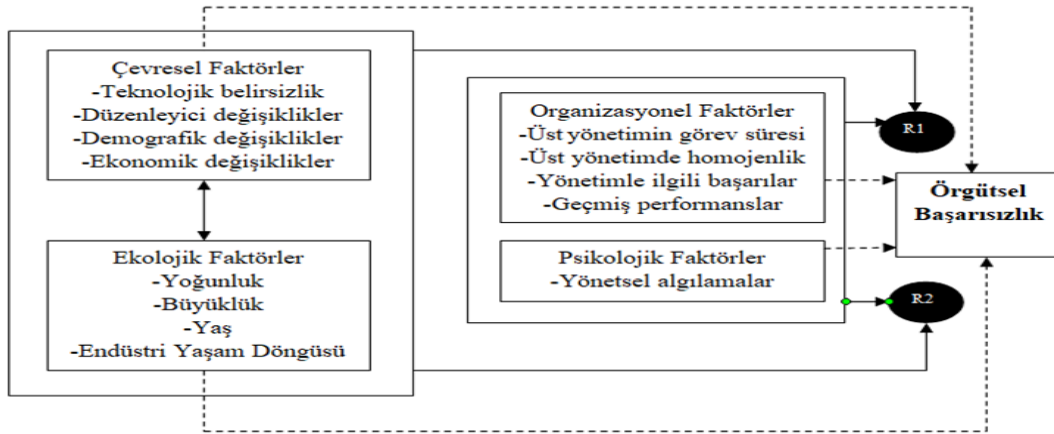 Çevresel Faktörler
-Teknolojik belirsizlik
-Düzenleyici değişiklikler
-Demografik değişiklikler
-Ekonomik değişiklikler
Ekolojik Faktörler
-Yoğunluk
-Büyüklük
-Yaş
-Endüstri Yaşam Döngüsü
Organizasyonel Faktörler
-Üst yönetimin görev süresi
-Üst yönetimde homojenlik
-Yönetimle ilgili başarılar
-Geçmiş performanslar
Psikolojik Faktörler
-Yönetsel algılamalar
R1
R2
Örgütsel
Başarısızlık